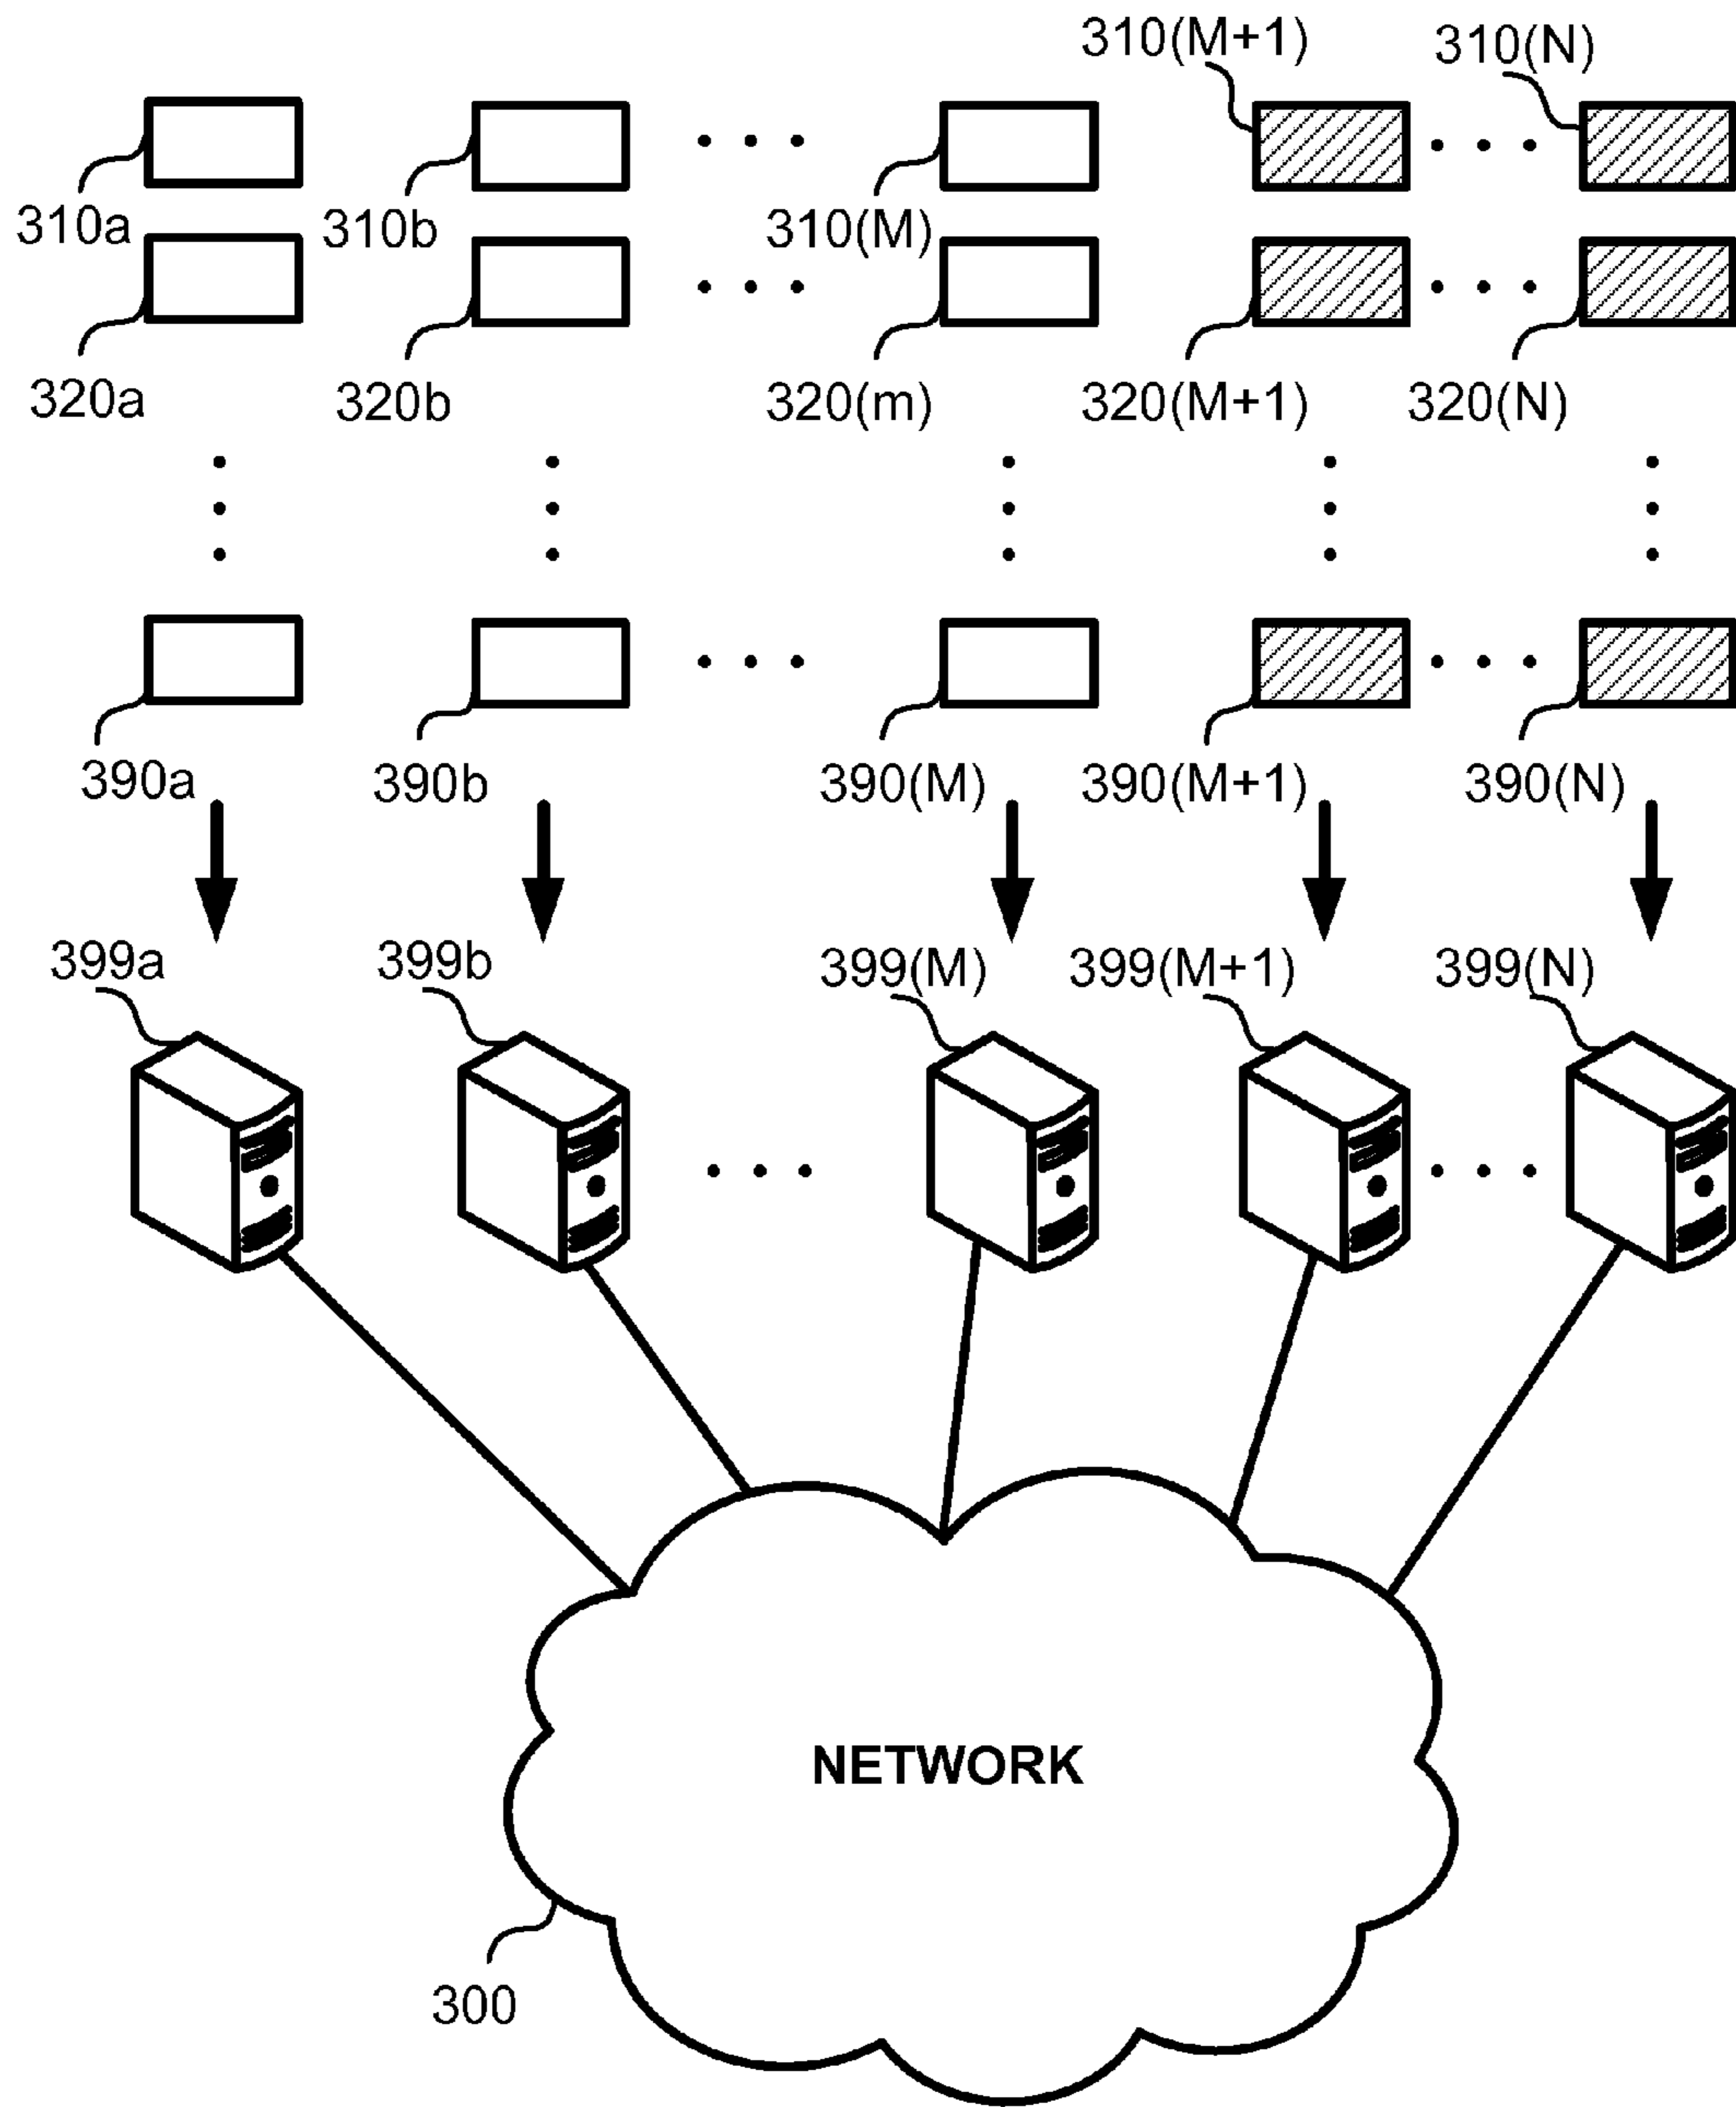 310(M+1) 310(N)
310a 310b 310(M)
320a 320b 320(m) 320(M+1) 320(N)
390a 390b 390(M) 390(M+1) 390(N)
399a 399b 399(M) 399(M+1) 399(N)
NETWORK
300